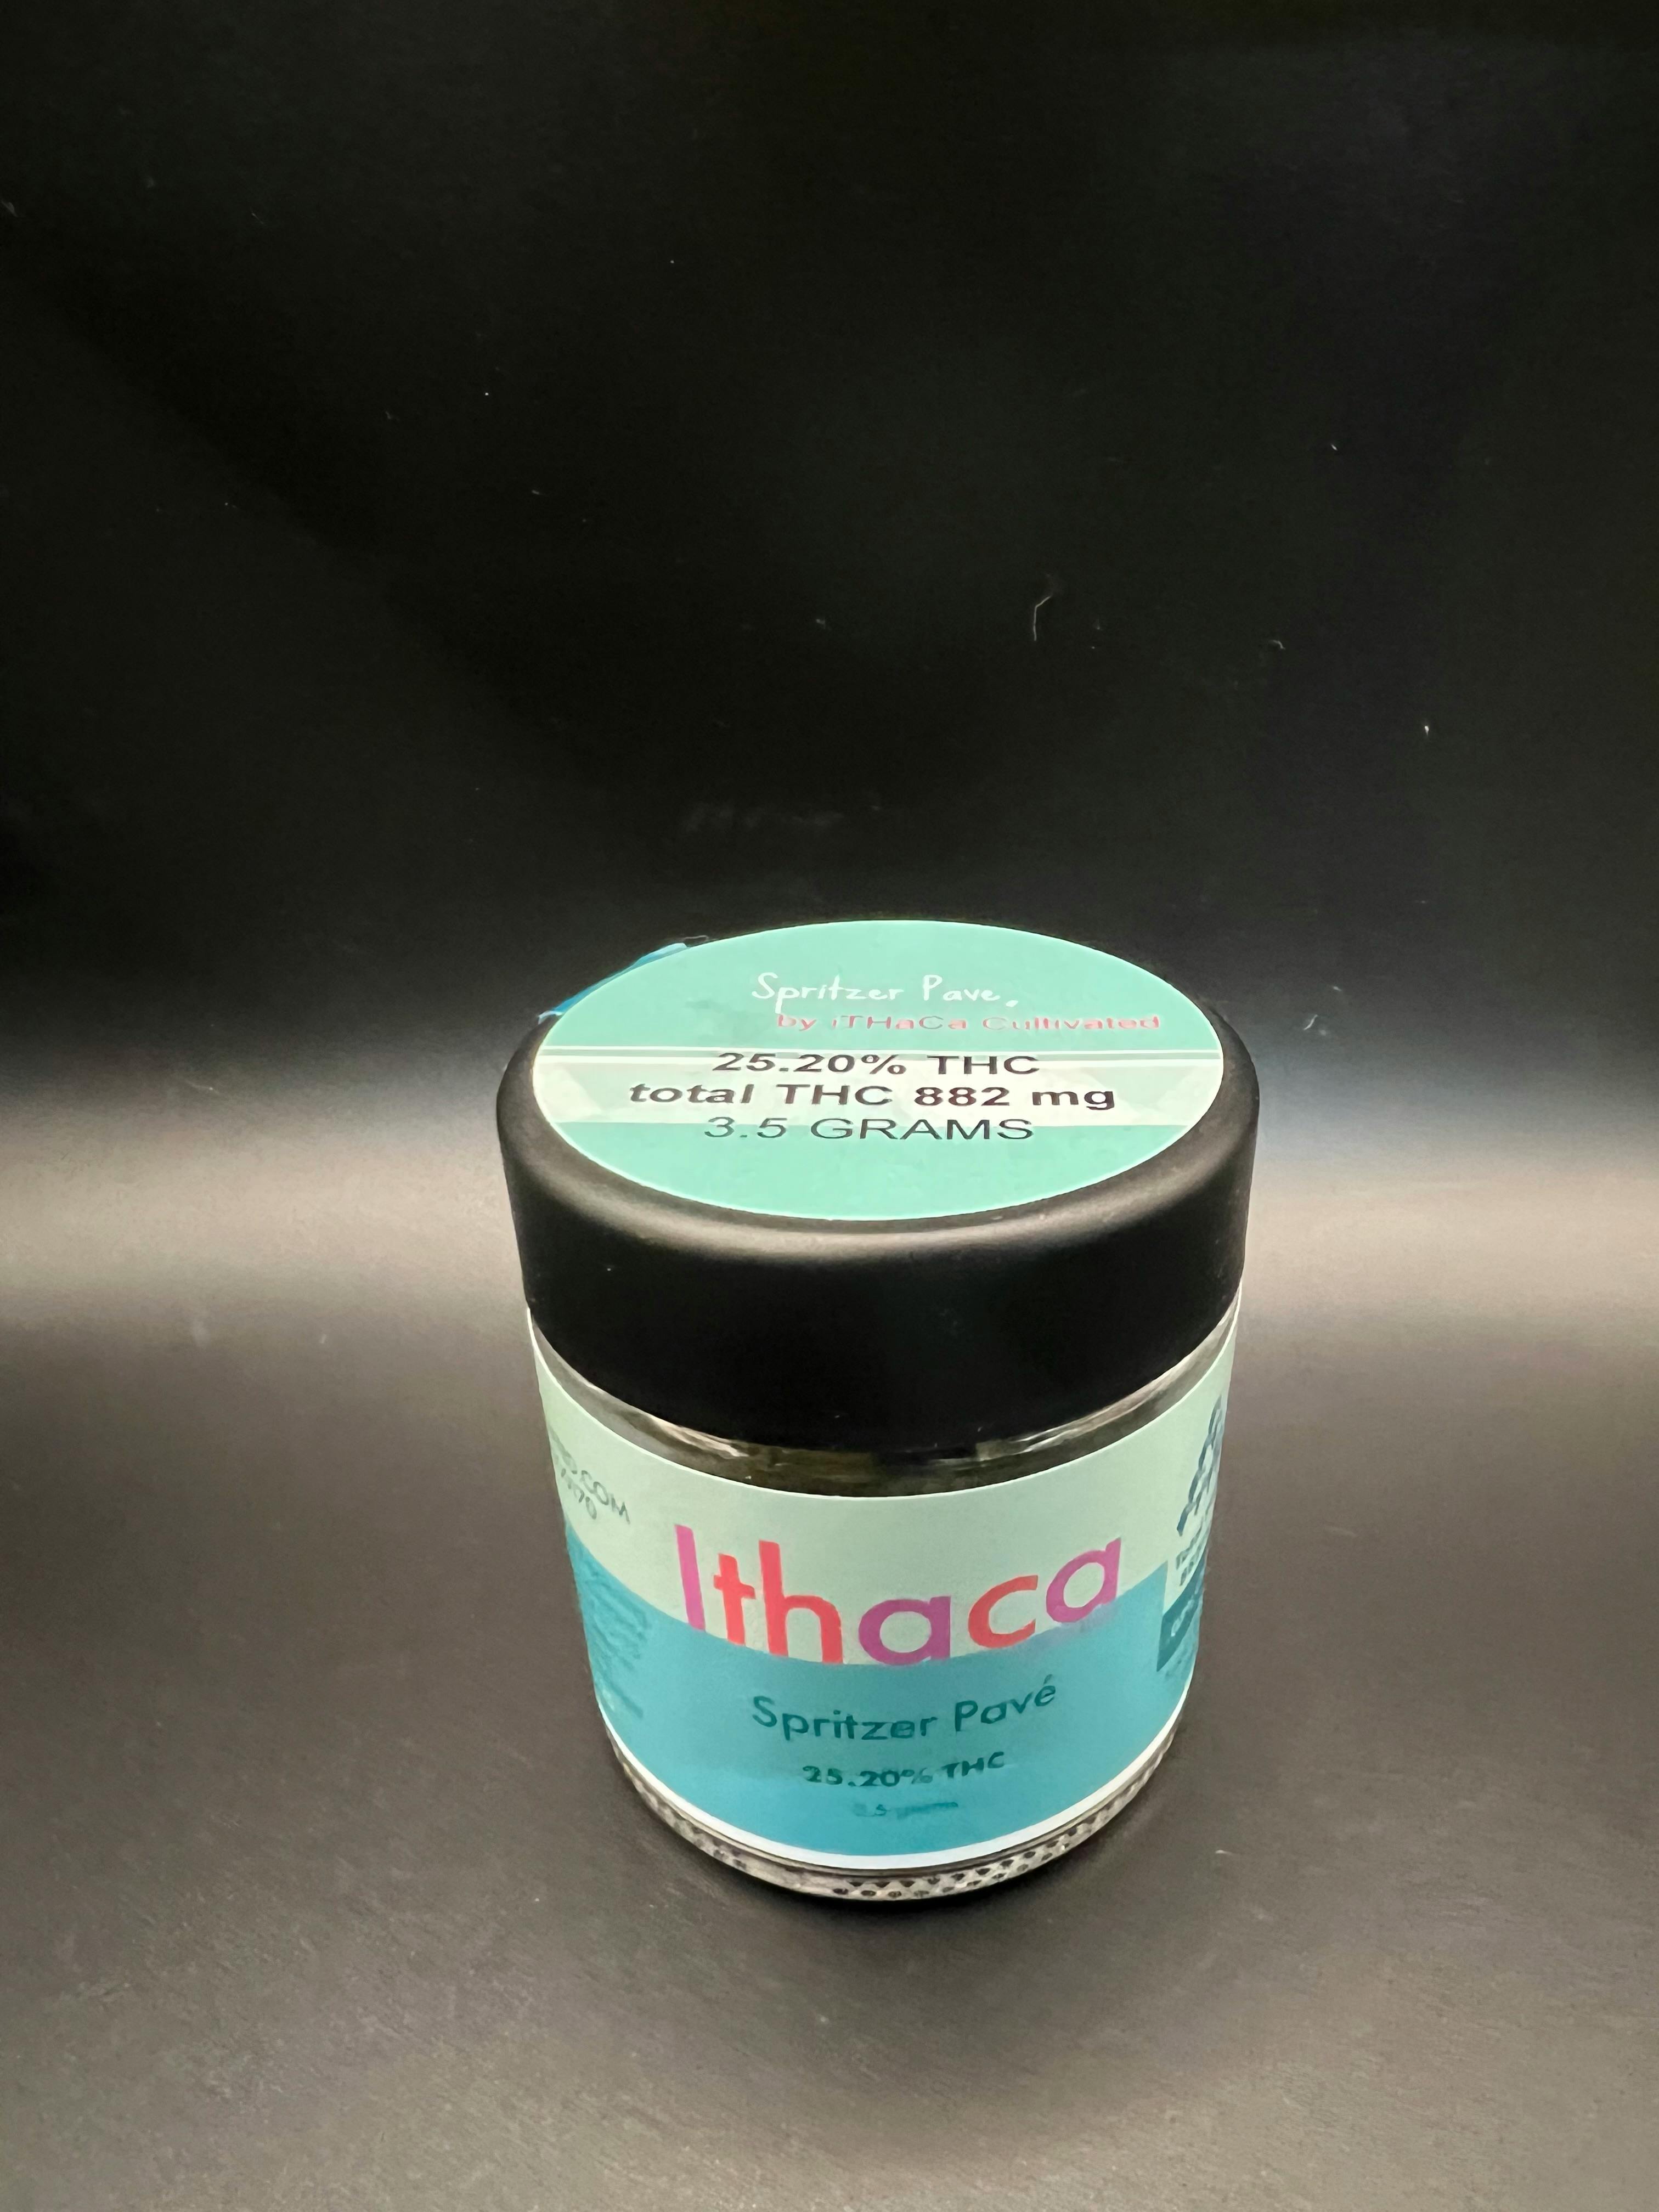 Spritzer Pave.
by iTHaCa Cultivated
25.20% THC
total THC 882 mg
3.5 GRAMS
.COM
Ithaca
Spritzer Pavé
25.20% THC